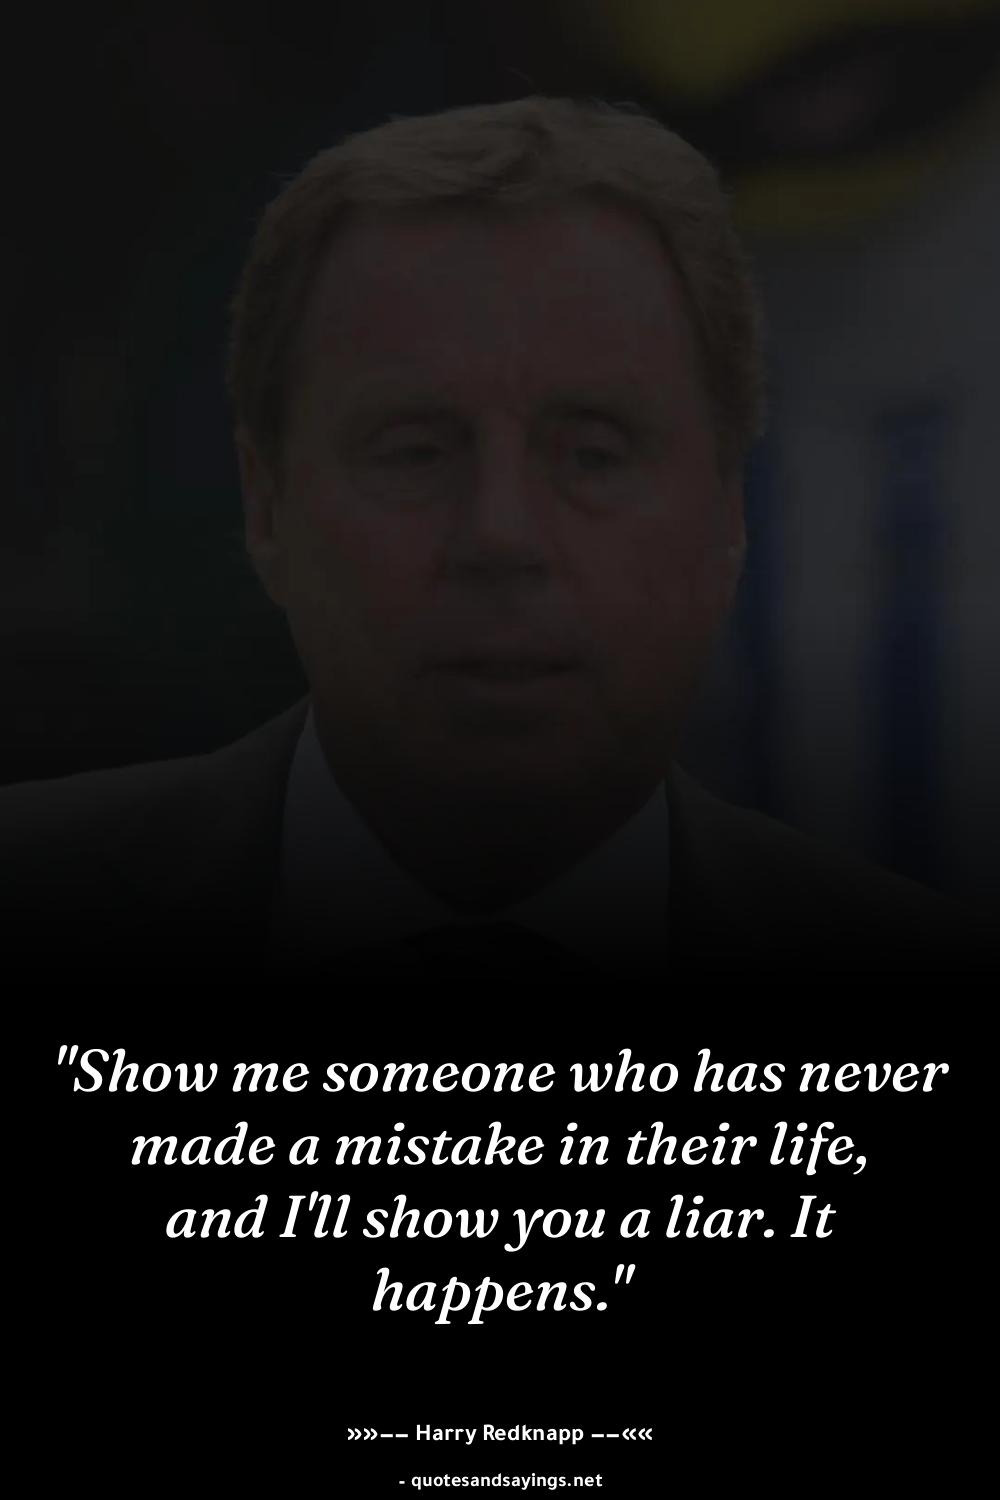 "Show me someone who has never
made a mistake in their life,
and I'll show you a liar. It
happens."
»»–– Harry Redknapp ––««
- quotesandsayings.net